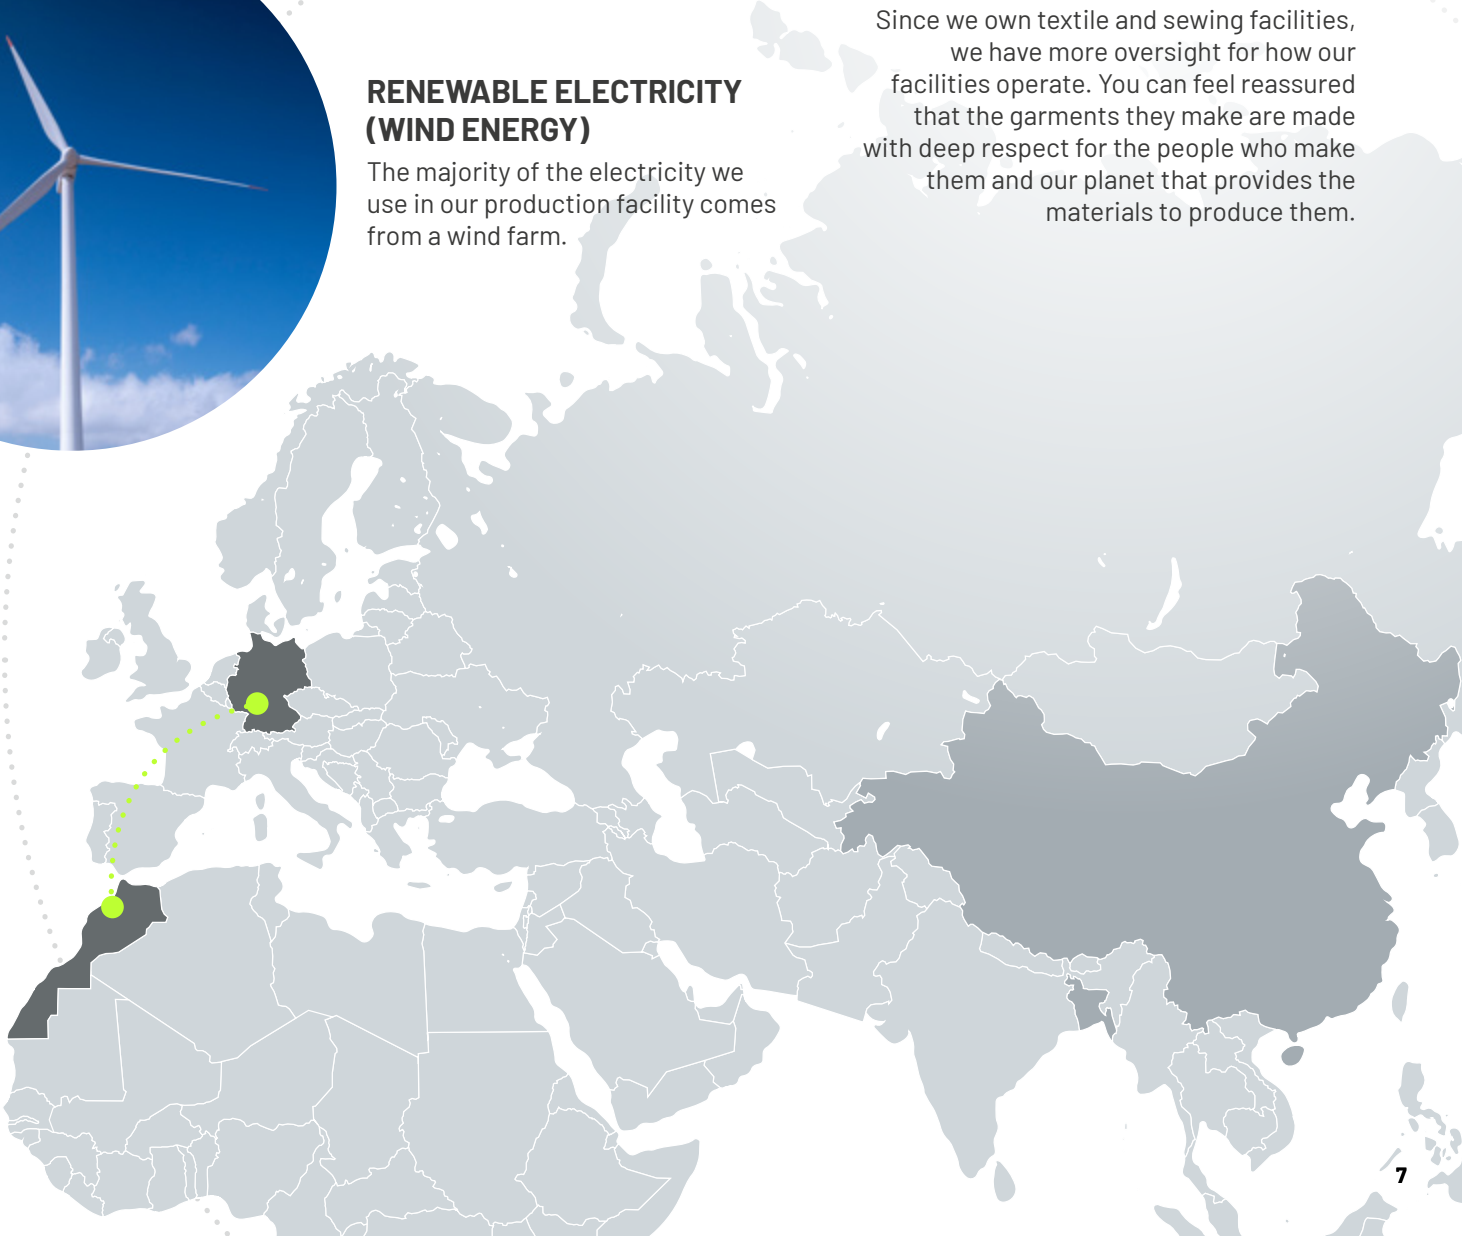 Since we own textile and sewing facilities,
we have more oversight for how our
facilities operate. You can feel reassured
that the garments they make are made
with deep respect for the people who make
them and our planet that provides the
materials to produce them.
RENEWABLE ELECTRICITY
(WIND ENERGY)
The majority of the electricity we
use in our production facility comes
from a wind farm.
7